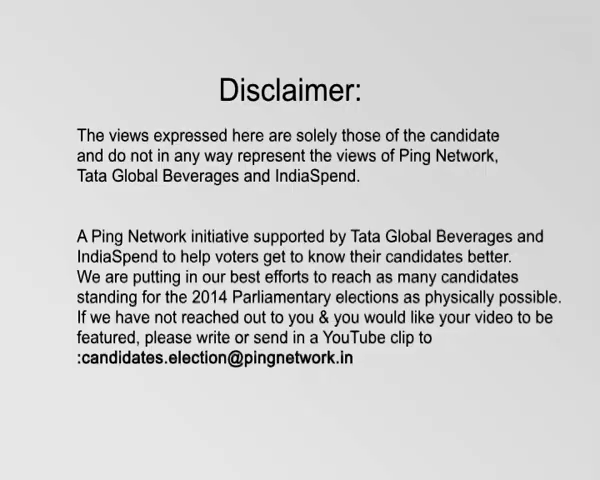 Disclaimer:
The views expressed here are solely those of the candidate
and do not in any way represent the views of Ping Network,
Tata Global Beverages and IndiaSpend.
A Ping Network initiative supported by Tata Global Beverages and
IndiaSpend to help voters get to know their candidates better.
We are putting in our best efforts to reach as many candidates
standing for the 2014 Parliamentary elections as physically possible.
If we have not reached out to you & you would like your video to be
featured, please write or send in a YouTube clip to
:candidates.election@pingnetwork.in